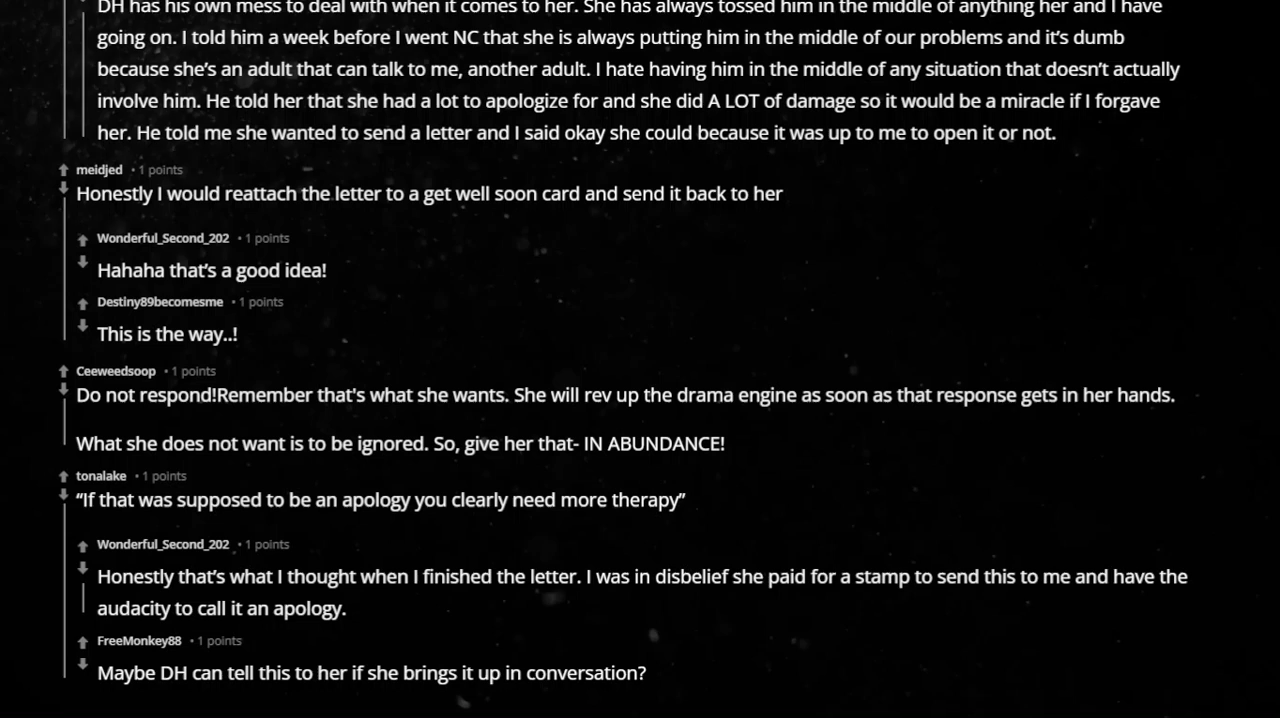 DH has his own mess to deal with when it comes to her. She has always tossed him in the middle of anything her and I have
going on. I told him a week before I went NC that she is always putting him in the middle of our problems and it’s dumb
because she’s an adult that can talk to me, another adult. I hate having him in the middle of any situation that doesn’t actually
involve him. He told her that she had a lot to apologize for and she did A LOT of damage so it would be a miracle if I forgave
her. He told me she wanted to send a letter and I said okay she could because it was up to me to open it or not.
meidjed • 1 points
Honestly I would reattach the letter to a get well soon card and send it back to her
Wonderful_Second_202 • 1 points
Hahaha that’s a good idea!
Destiny89becomesme • 1 points
This is the way..!
Ceeweedsoop • 1 points
Do not respond!Remember that's what she wants. She will rev up the drama engine as soon as that response gets in her hands.
What she does not want is to be ignored. So, give her that- IN ABUNDANCE!
tonalake • 1 points
“If that was supposed to be an apology you clearly need more therapy”
Wonderful_Second_202 • 1 points
Honestly that’s what I thought when I finished the letter. I was in disbelief she paid for a stamp to send this to me and have the
audacity to call it an apology.
FreeMonkey88 • 1 points
Maybe DH can tell this to her if she brings it up in conversation?